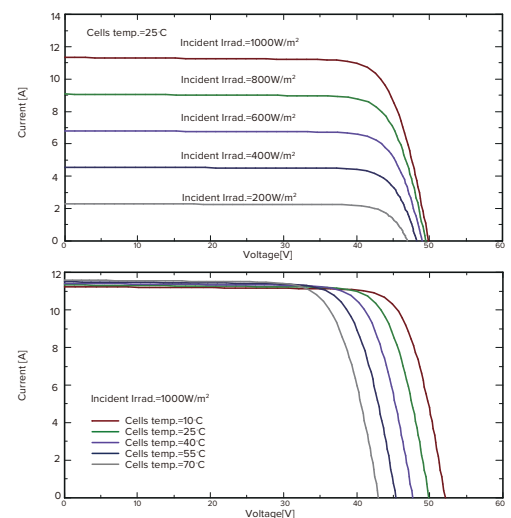 14
12
10
8
6
4
2
0
Current [A]
Cells temp.=25°C
Incident Irrad.=1000W/m²
Incident Irrad.=800W/m²
Incident Irrad.=600W/m²
Incident Irrad.=400W/m²
Incident Irrad.=200W/m²
0 10 20 30 40 50 60
Voltage[V]
12
10
8
6
4
2
0
Current [A]
Incident Irrad.=1000W/m²
Cells temp.=10°C
Cells temp.=25°C
Cells temp.=40°C
Cells temp.=55°C
Cells temp.=70°C
0 10 20 30 40 50 60
Voltage[V]